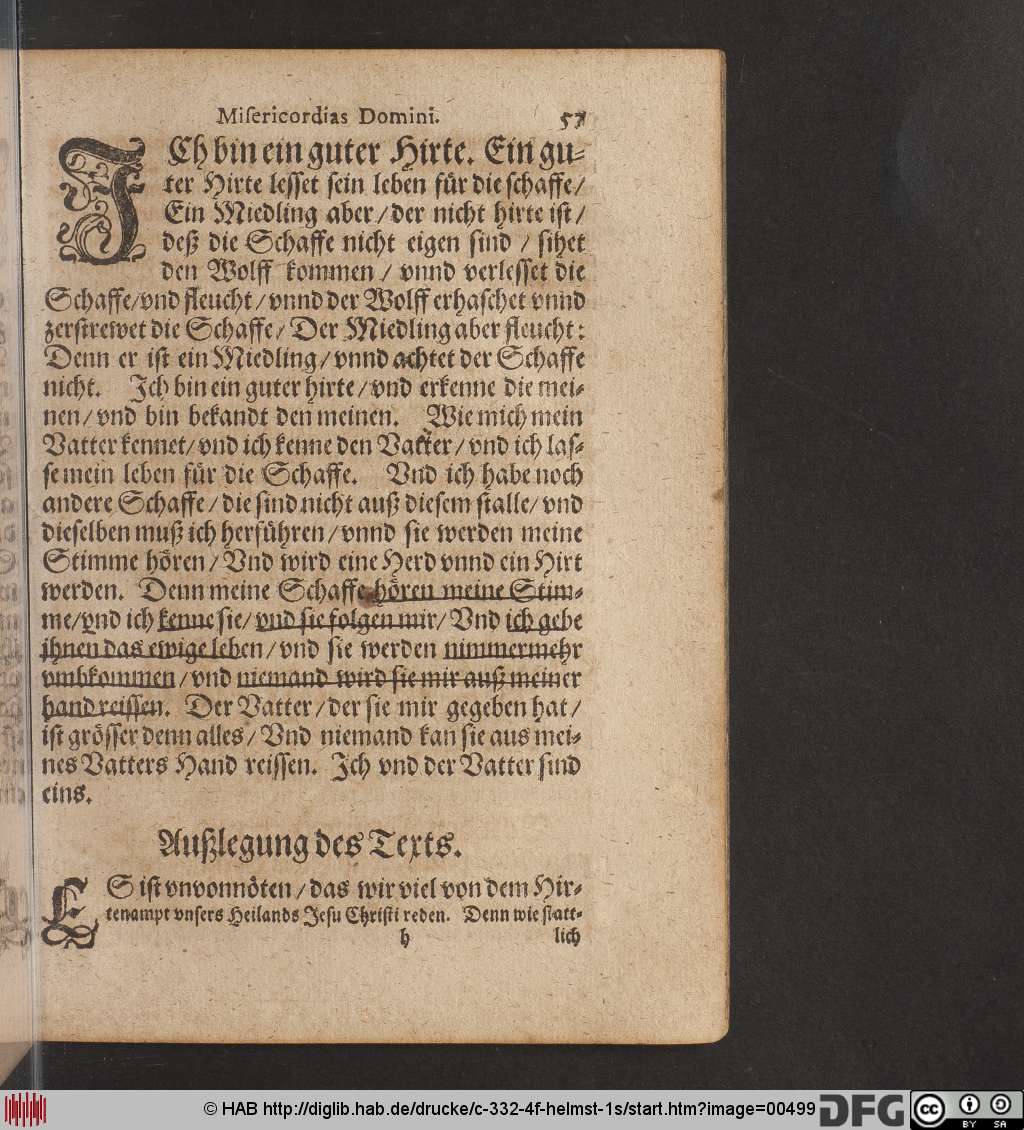 Misericordias Domini. 57
ICh bin ein guter Hirte. Ein gu-
ter Hirte lesset sein leben für die schaffe/
Ein Miedling aber/ der nicht hirte ist/
deß die Schaffe nicht eigen sind / sihet
den Wolff kommen / vnnd verlesset die
Schaffe/vnd fleucht/vnnd der Wolff erhaschet vnnd
zerstrewet die Schaffe/ Der Miedling aber fleucht:
Denn er ist ein Miedling/ vnnd achtet der Schaffe
nicht. Ich bin ein guter hirte/ vnd erkenne die mei-
nen/ vnd bin bekandt den meinen. Wie mich mein
Vatter kennet/ vnd ich kenne den Vatter/ vnd ich las-
se mein leben für die Schaffe. Vnd ich habe noch
andere Schaffe/ die sind nicht auß diesem stalle/ vnd
dieselben muß ich herführen/ vnnd sie werden meine
Stimme hören/ Vnd wird eine Herd vnnd ein Hirt
werden. Denn meine Schaffe hören meine Stim-
me/vnd ich kenne sie/ vnd sie folgen mir/ Vnd ich gebe
ihnen das ewige leben/ vnd sie werden nimmermehr
vmbkommen/ vnd niemand wird sie mir auß meiner
hand reissen. Der Vatter/ der sie mir gegeben hat/
ist grösser denn alles/ Vnd niemand kan sie aus mei-
nes Vatters Hand reissen. Ich vnd der Vatter sind
eins.
Außlegung des Texts.
ES ist vnvonnöten/ das wir viel von dem Hir-
tenampt vnsers Heilands Jesu Christi reden. Denn wie statt-
h lich
© HAB http://diglib.hab.de/drucke/c-332-4f-helmst-1s/start.htm?image=00499 DFG cc BY SA